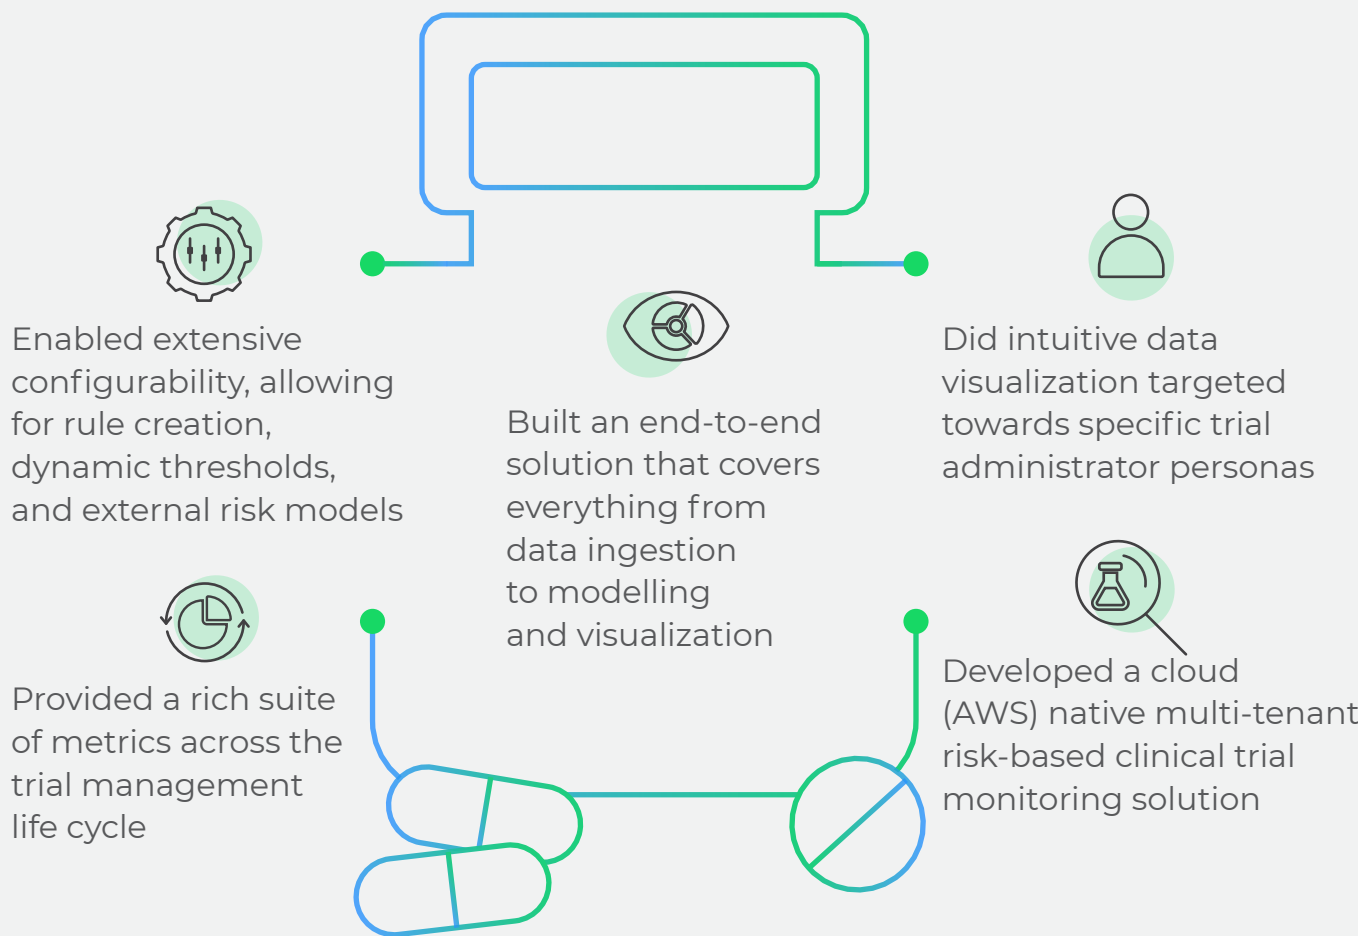 Enabled extensive
configurability, allowing
for rule creation,
dynamic thresholds,
and external risk models
Provided a rich suite
of metrics across the
trial management
life cycle
Built an end-to-end
solution that covers
everything from
data ingestion
to modelling
and visualization
Did intuitive data
visualization targeted
towards specific trial
administrator personas
Developed a cloud
(AWS) native multi-tenant
risk-based clinical trial
monitoring solution